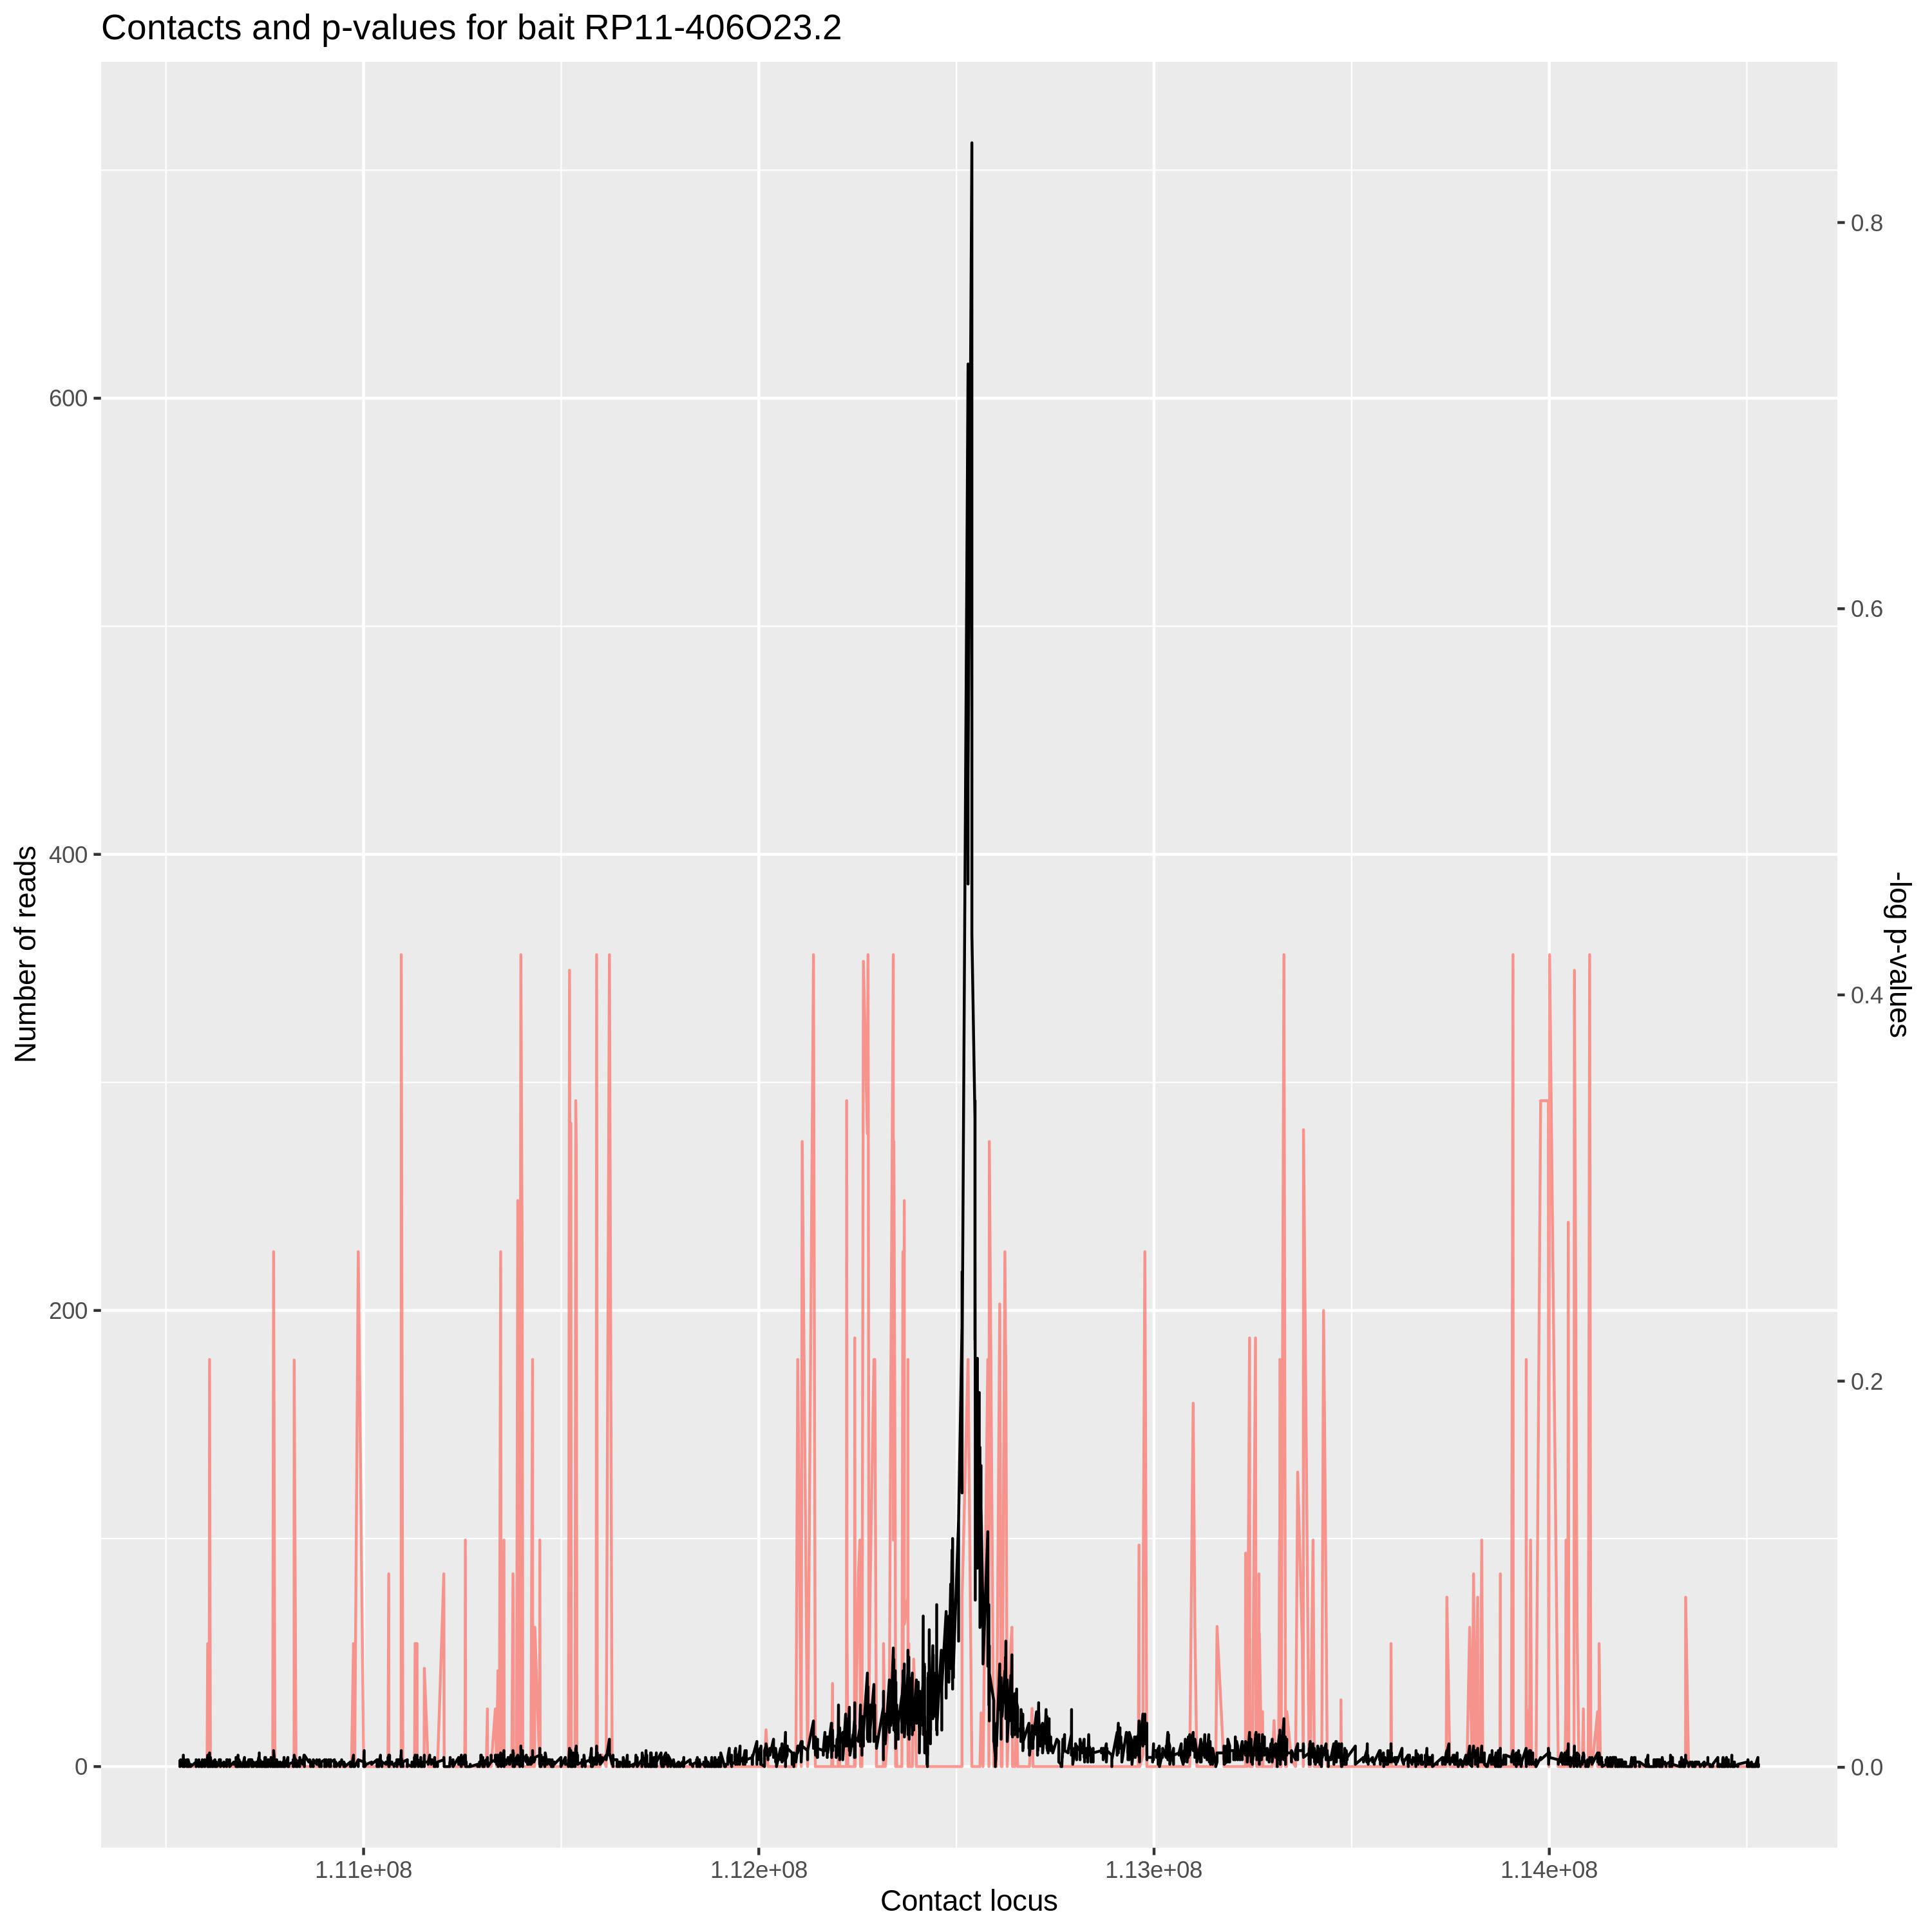 Contacts and p-values for bait RP11-406O23.2
Number of reads
600
400
200
0
0.8
0.6
0.4
0.2
0.0
-log p-values
1.11e+08 1.12e+08 1.13e+08 1.14e+08
Contact locus